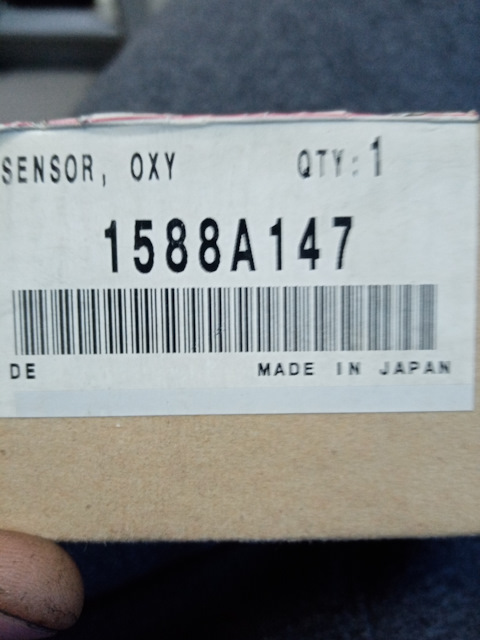 SENSOR, OXY QTY:1
1588A147
DE MADE IN JAPAN